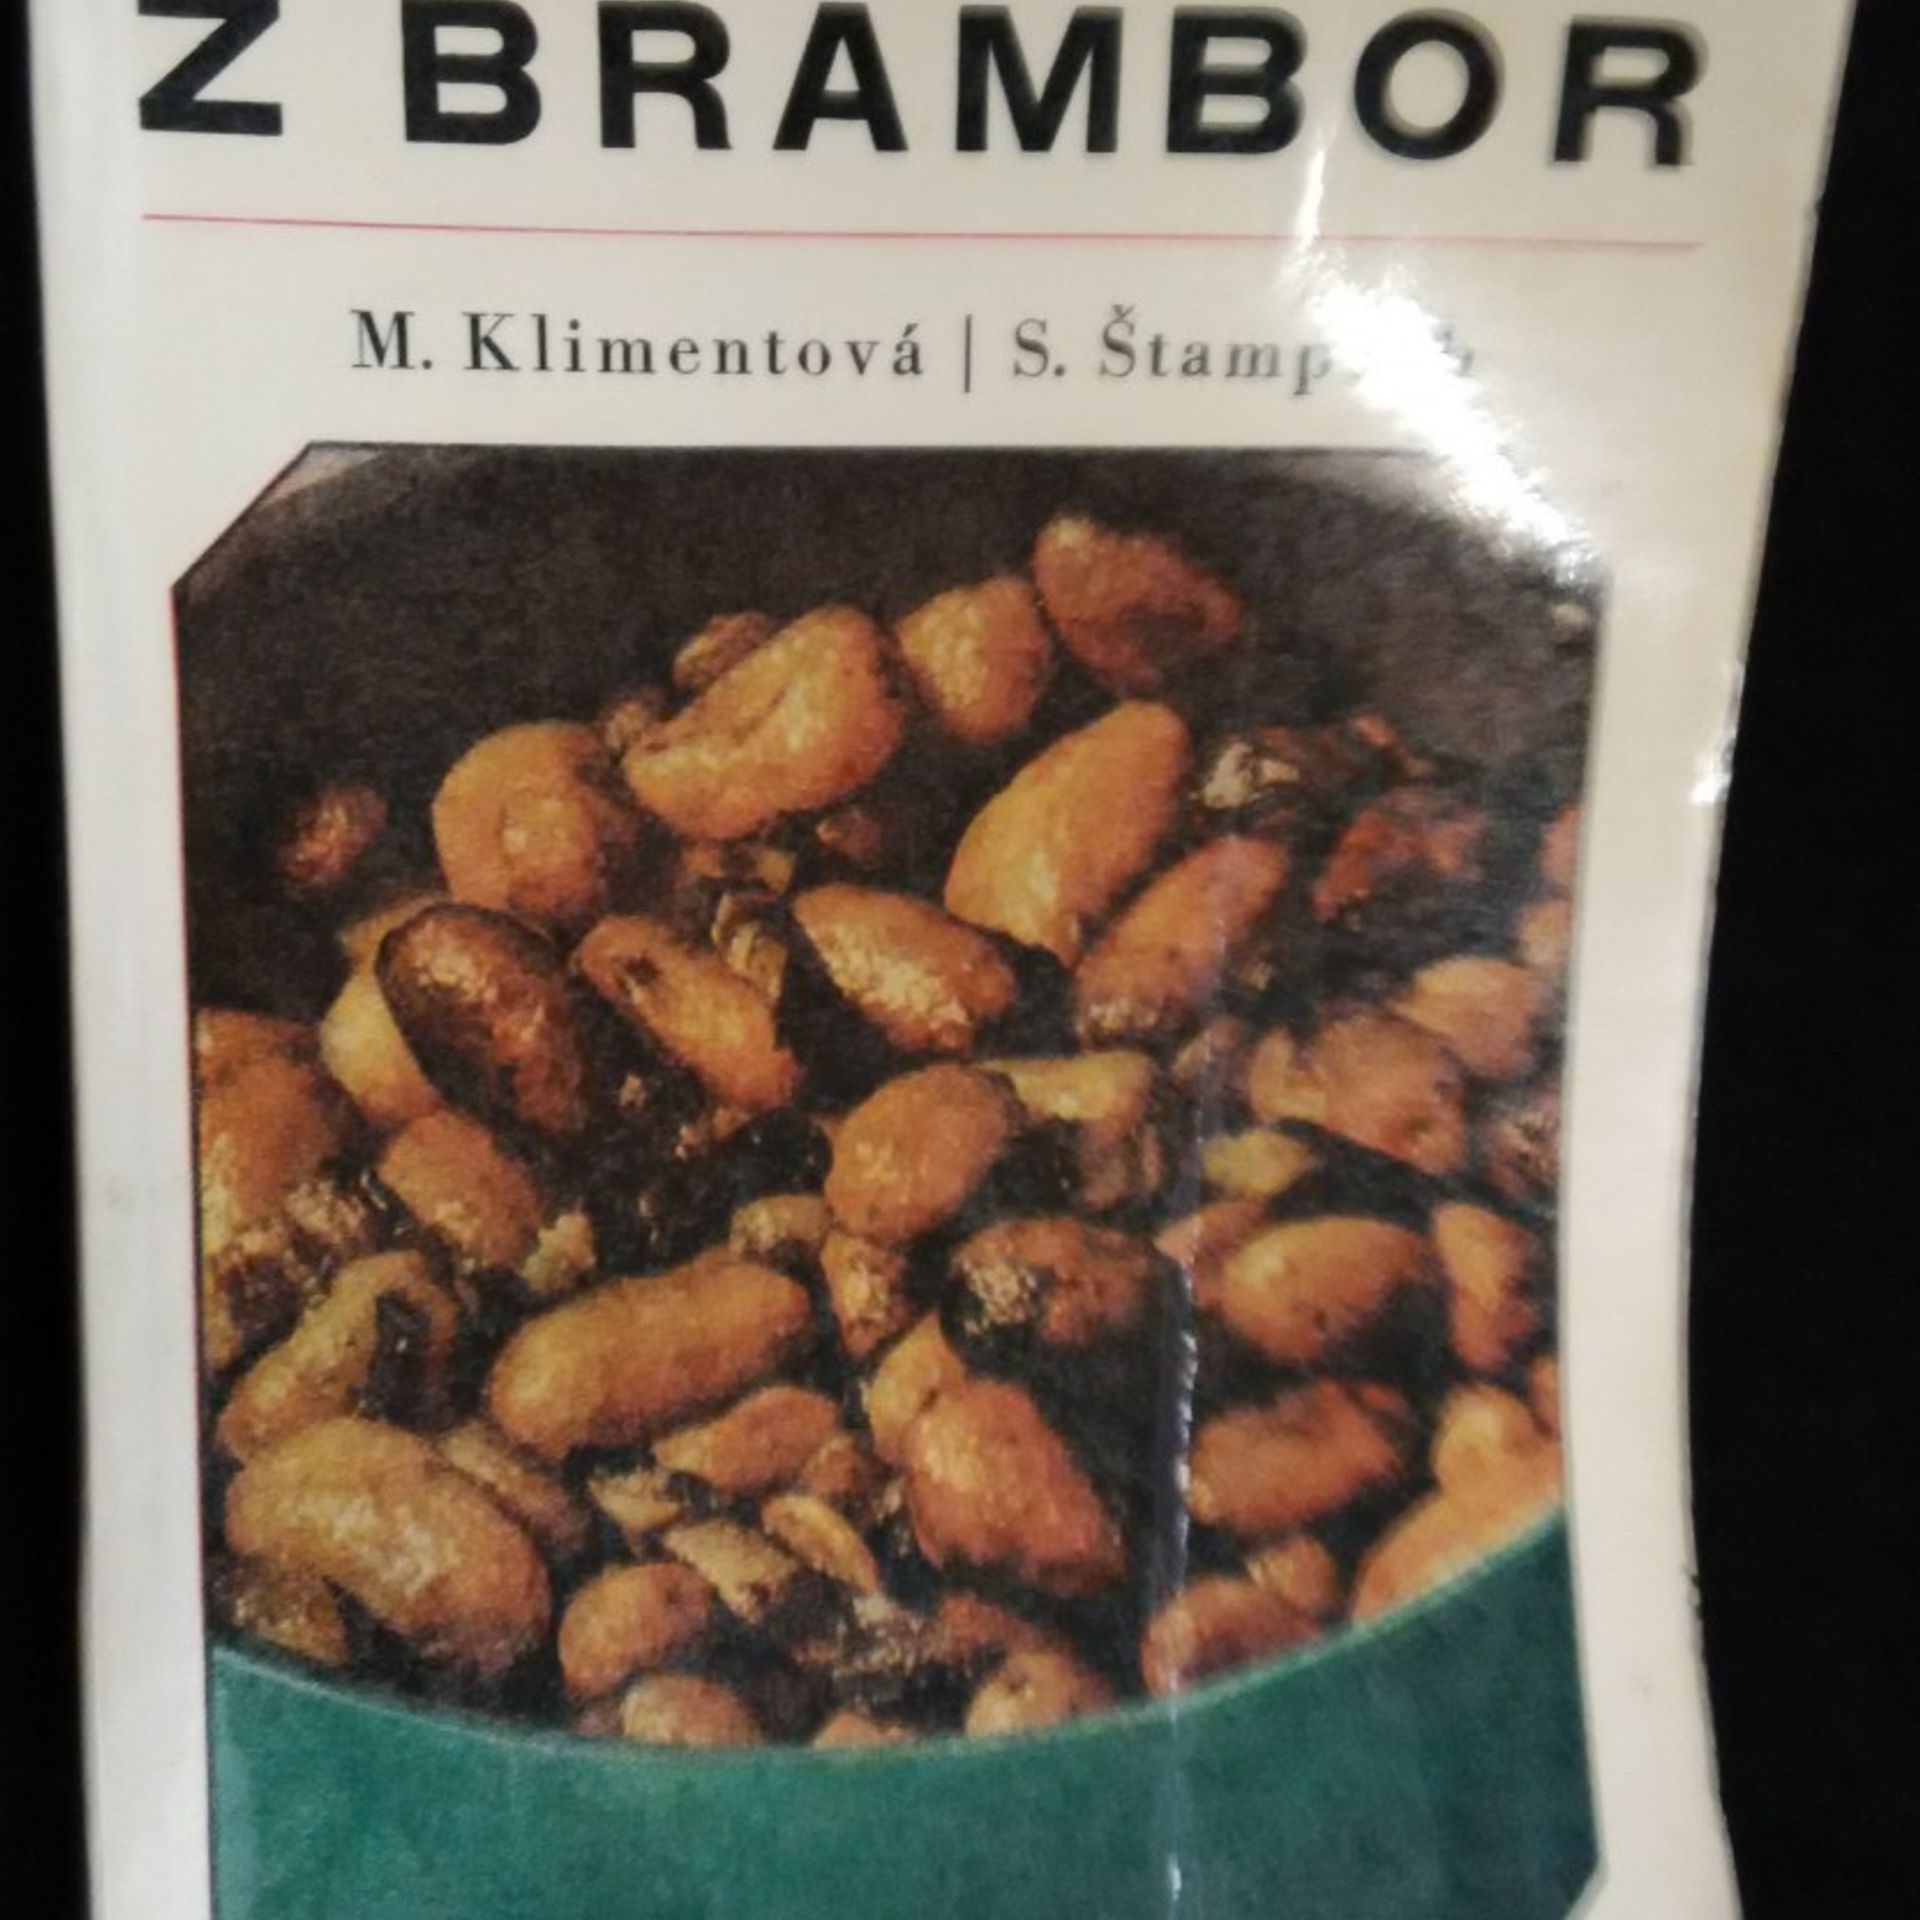 Z BRAMBOR
M. Klimentová | S.